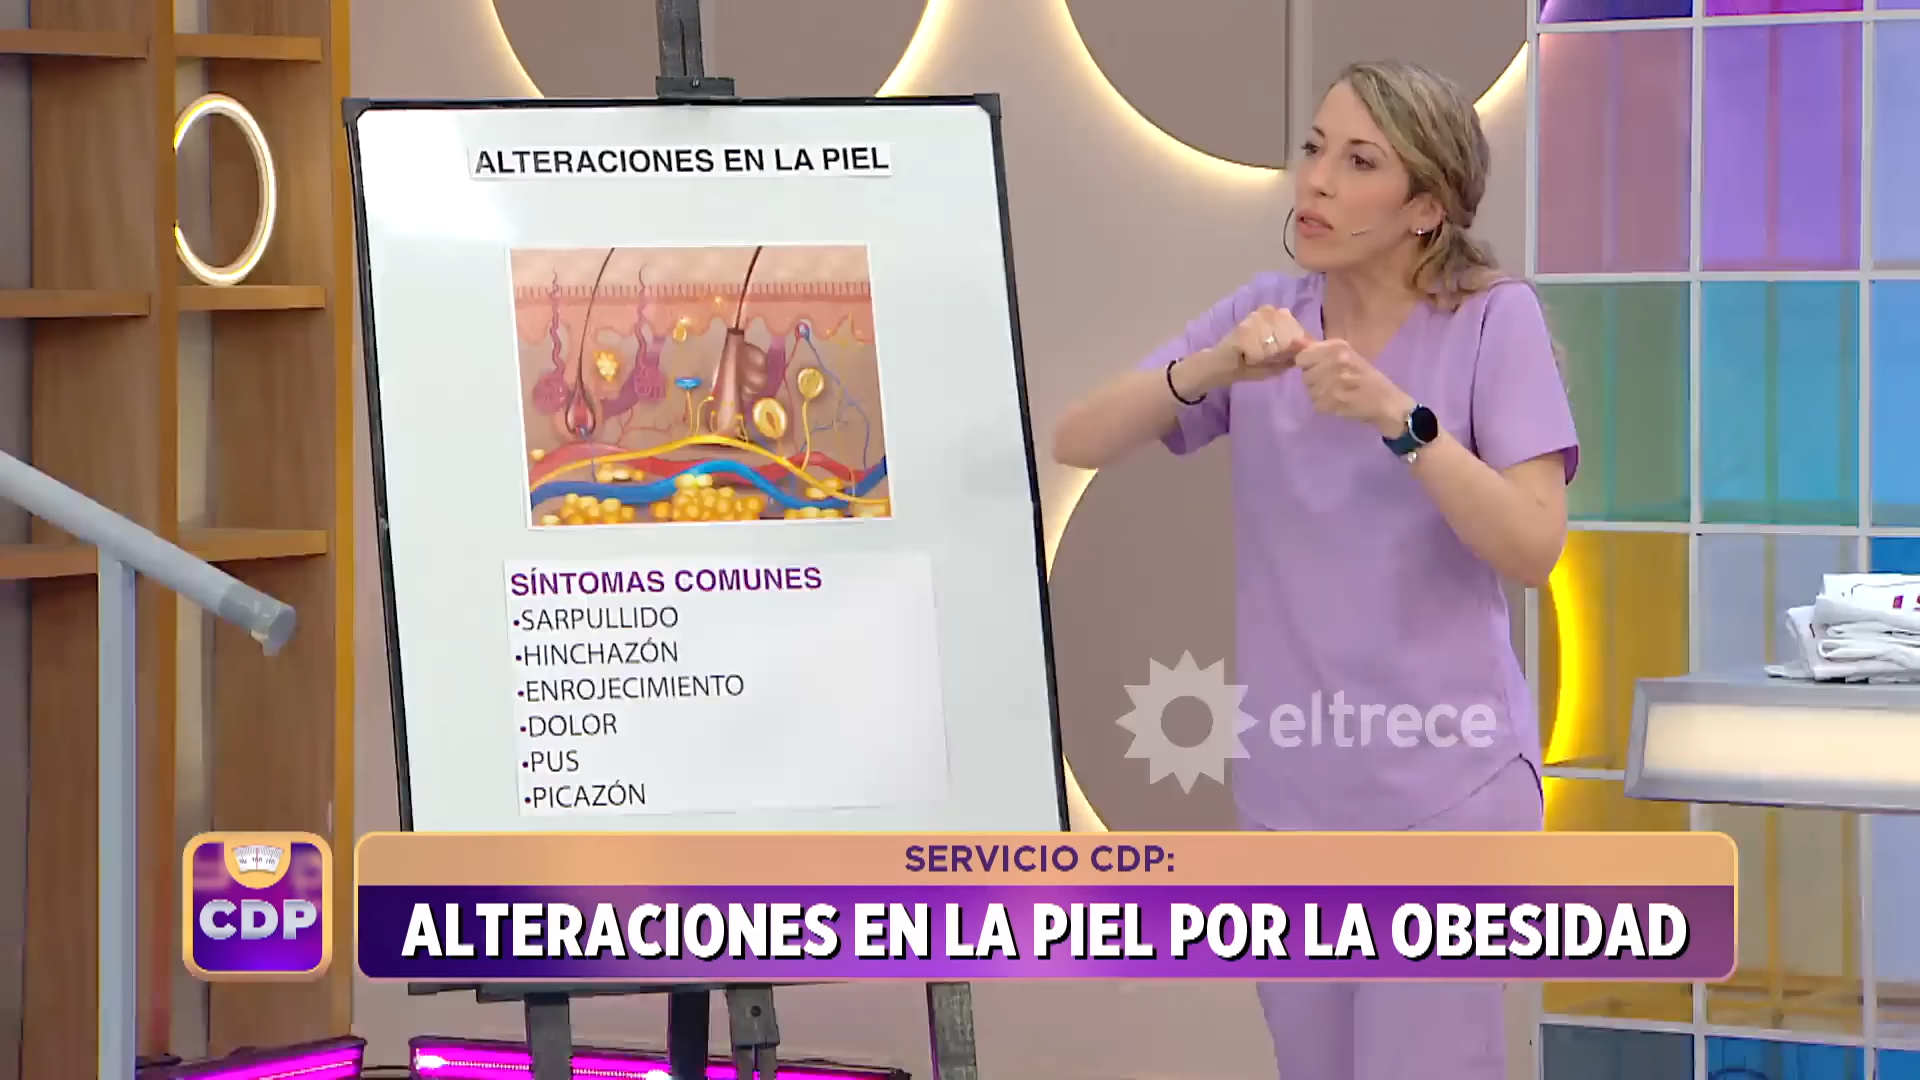 ALTERACIONES EN LA PIEL
SÍNTOMAS COMUNES
•SARPULLIDO
•HINCHAZÓN
•ENROJECIMIENTO
•DOLOR
•PUS
•PICAZÓN
eltrece
CDP
SERVICIO CDP:
ALTERACIONES EN LA PIEL POR LA OBESIDAD